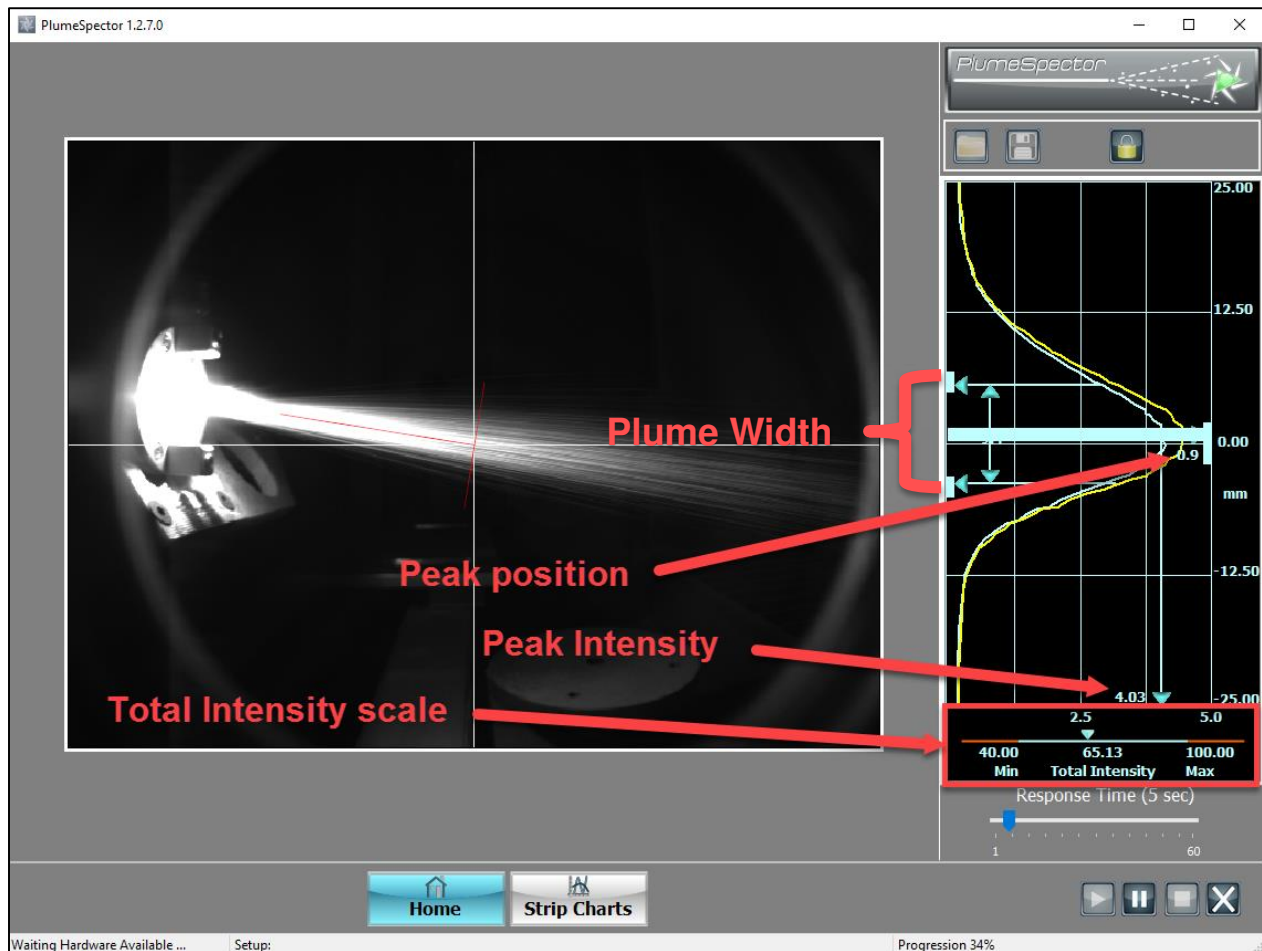 PlumeSpector 1.2.7.0
PlumeSpector
25.00
12.50
Plume Width
0.00
0.9
mm
Peak position
-12.50
Peak Intensity
4.03
-25.00
Total Intensity scale
2.5 5.0
40.00 65.13 100.00
Min Total Intensity Max
Response Time (5 sec)
1 60
Home
Strip Charts
Waiting Hardware Available ... Setup: Progression 34%